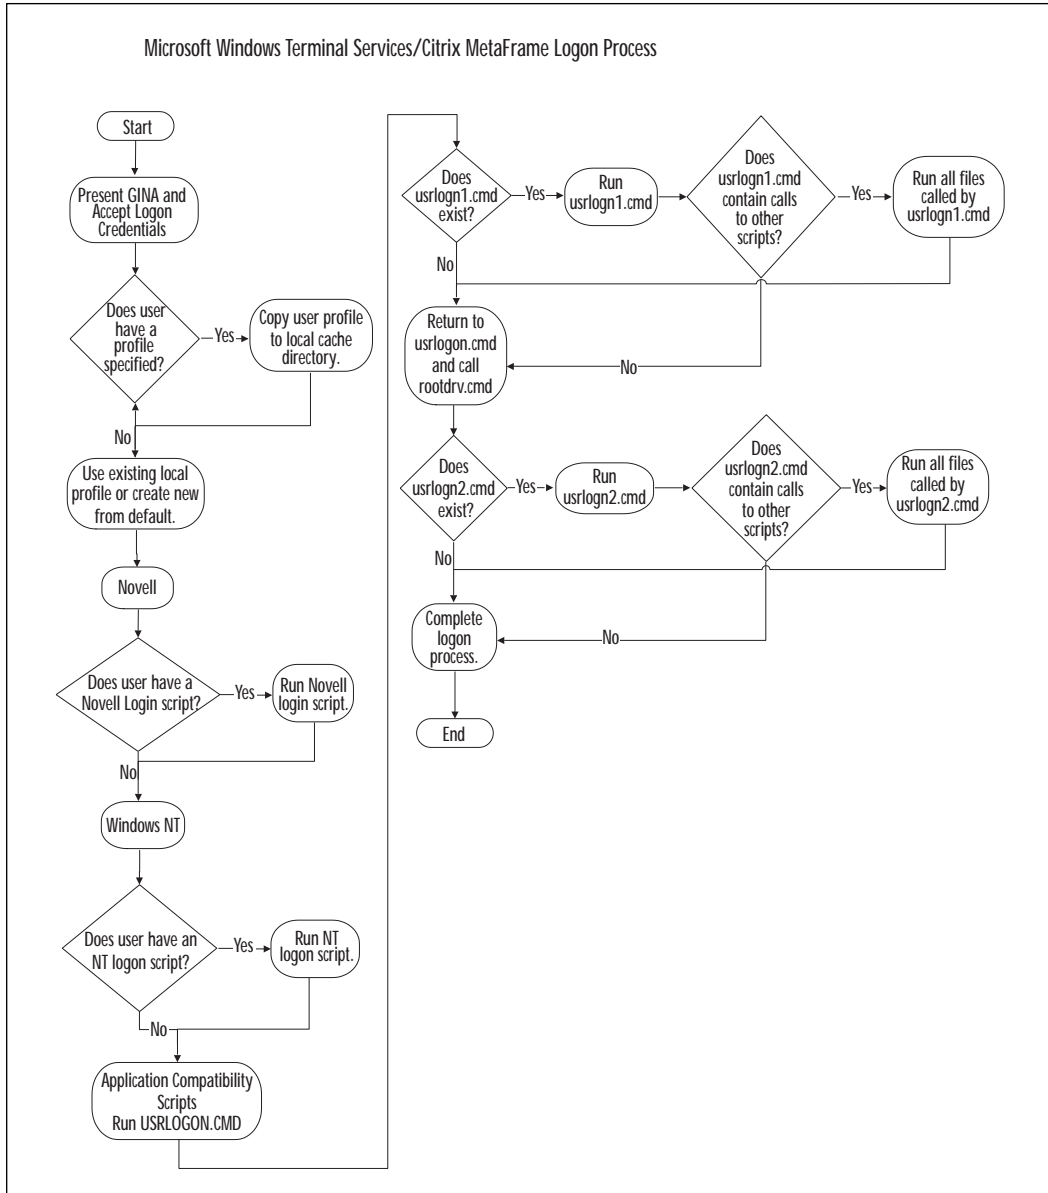 Microsoft Windows Terminal Services/Citrix MetaFrame Logon Process
Start
Present GINA and
Accept Logon
Credentials
Does user
have a
profile
specified?
Yes
Copy user profile
to local cache
directory.
No
Use existing local
profile or create new
from default.
Novell
Does user have a
Novell Login script?
Yes
Run Novell
login script.
No
Windows NT
Does user have an
NT logon script?
Yes
Run NT
logon script.
No
Application Compatibility
Scripts
Run USRLOGON.CMD
Does
usrlogn1.cmd
exist?
Yes
Run
usrlogn1.cmd
Does
usrlogn1.cmd
contain calls
to other
scripts?
Yes
Run all files
called by
usrlogn1.cmd
No
Return to
usrlogon.cmd
and call
rootdrv.cmd
No
Does
usrlogn2.cmd
exist?
Yes
Run
usrlogn2.cmd
Does
usrlogn2.cmd
contain calls
to other
scripts?
Yes
Run all files
called by
usrlogn2.cmd
No
Complete
logon
process.
No
End